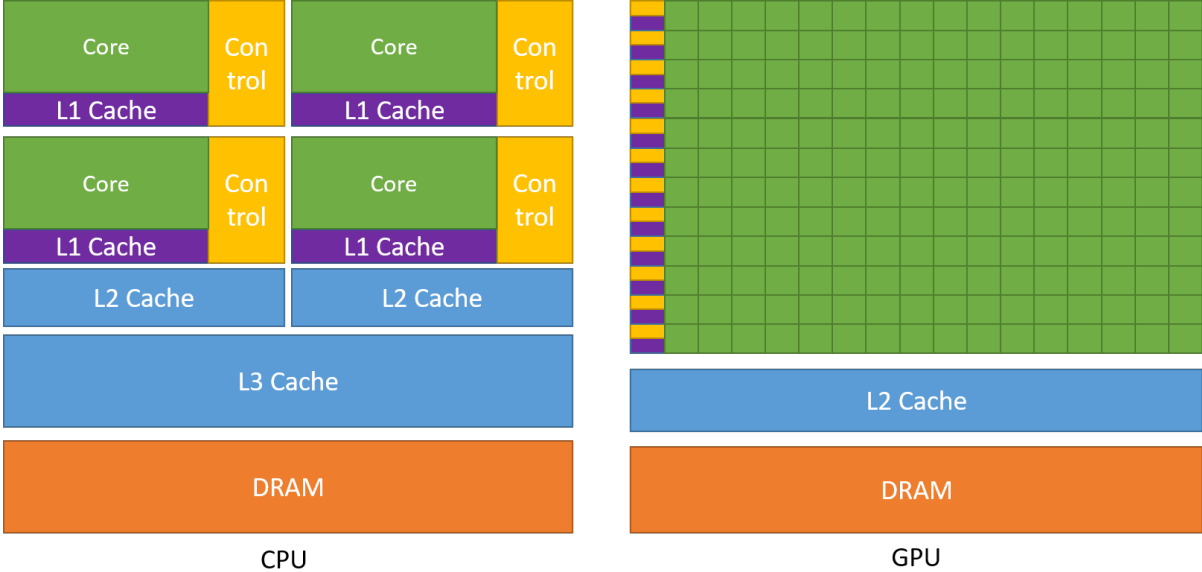 Core
Con
trol
Core
Con
trol
L1 Cache
L1 Cache
Core
Con
trol
Core
Con
trol
L1 Cache
L1 Cache
L2 Cache
L2 Cache
L3 Cache
DRAM
CPU
L2 Cache
DRAM
GPU